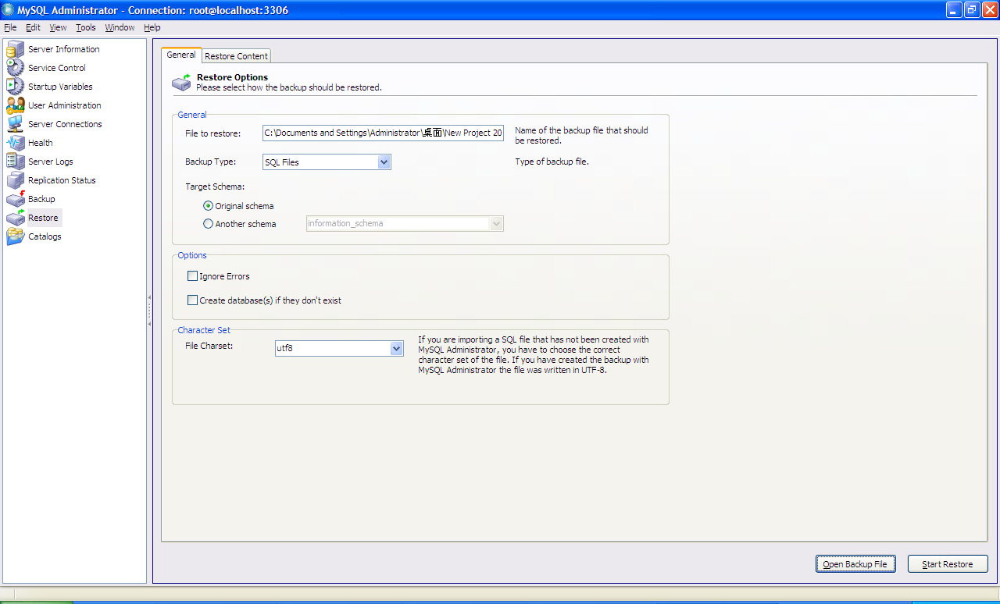 MySQL Administrator - Connection: root@localhost:3306
File Edit View Tools Window Help
Server Information
Service Control
Startup Variables
User Administration
Server Connections
Health
Server Logs
Replication Status
Backup
Restore
Catalogs
General Restore Content
Restore Options
Please select how the backup should be restored.
General
File to restore: C:\Documents and Settings\Administrator\桌面\New Project 20
Name of the backup file that should
be restored.
Backup Type: SQL Files Type of backup file.
Target Schema:
Original schema
Another schema information_schema
Options
Ignore Errors
Create database(s) if they don't exist
Character Set
File Charset: utf8
If you are importing a SQL file that has not been created with
MySQL Administrator, you have to choose the correct
character set of the file. If you have created the backup with
MySQL Administrator the file was written in UTF-8.
Open Backup File Start Restore